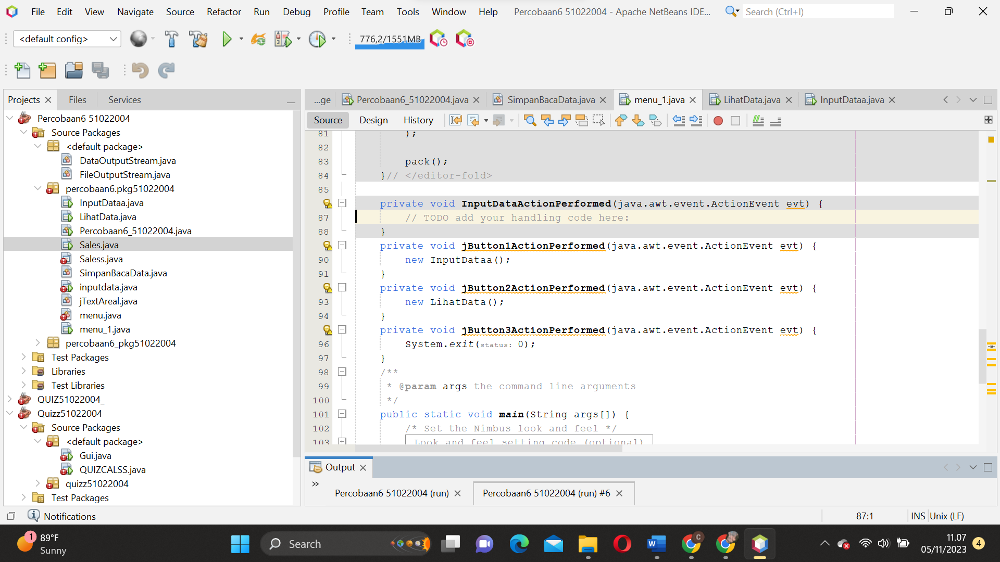 File Edit View Navigate Source Refactor Run Debug Profile Team Tools Window Help Percobaan6 51022004 - Apache NetBeans IDE... Search (Ctrl+I)
<default config> 776,2/1551MB
Projects Files Services
...ge Percobaan6_51022004.java SimpanBacaData.java menu_1.java LihatData.java InputDataa.java
Source Design History
Percobaan6 51022004
Source Packages
<default package>
DataOutputStream.java
FileOutputStream.java
percobaan6.pkg51022004
InputDataa.java
LihatData.java
Percobaan6_51022004.java
Sales.java
Saless.java
SimpanBacaData.java
inputdata.java
jTextAreal.java
menu.java
menu_1.java
percobaan6_pkg51022004
Test Packages
Libraries
Test Libraries
QUIZ51022004_
Quizz51022004
Source Packages
<default package>
Gui.java
QUIZCALSS.java
quizz51022004
Test Packages
81 );
82
83 pack();
84 }// </editor-fold>
85
private void InputDataActionPerformed(java.awt.event.ActionEvent evt) {
87 // TODO add your handling code here:
88 }
private void jButton1ActionPerformed(java.awt.event.ActionEvent evt) {
90 new InputDataa();
91 }
private void jButton2ActionPerformed(java.awt.event.ActionEvent evt) {
93 new LihatData();
94 }
private void jButton3ActionPerformed(java.awt.event.ActionEvent evt) {
96 System.exit(status: 0);
97 }
98 /**
99 * @param args the command line arguments
100 */
101 public static void main(String args[]) {
102 /* Set the Nimbus look and feel */
103 Look and feel setting code (optional)
Output
Percobaan6 51022004 (run) Percobaan6 51022004 (run) #6
Notifications 87:1 INS Unix (LF)
1 89°F
Sunny
Search
C
11.07
05/11/2023
4